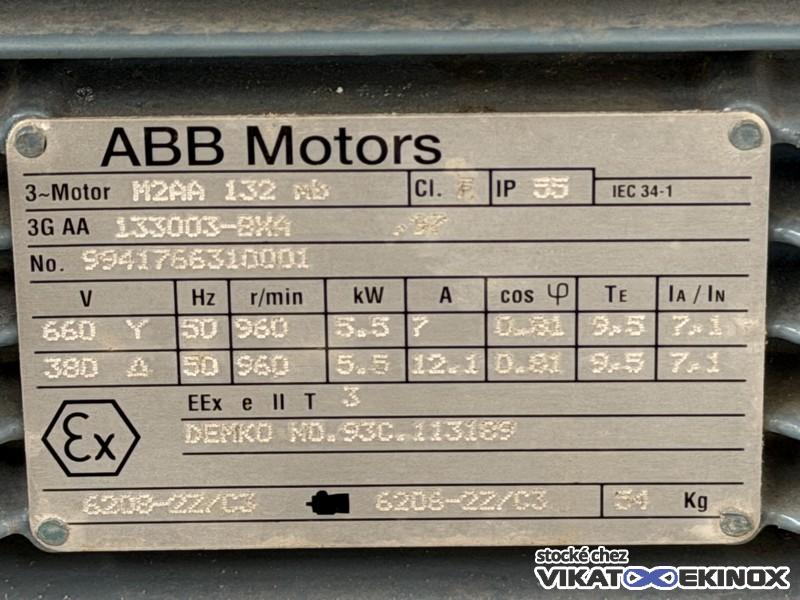 ABB Motors
3~Motor M2AA 132 mb Cl. F IP 55 IEC 34-1
3G AA 133003-BXA
No. 9941766310001
V Hz r/min kW A cos φ TE IA / IN
660 Y 50 960 5.5 7 0.81 9.5 7.1
380 Δ 50 960 5.5 12.1 0.81 9.5 7.1
EEx e II T 3
Ex
DEMKO NO.93C.113189
6208-2Z/C3 6206-2Z/C3 54 Kg
stocké chez
VIKAT EKINOX